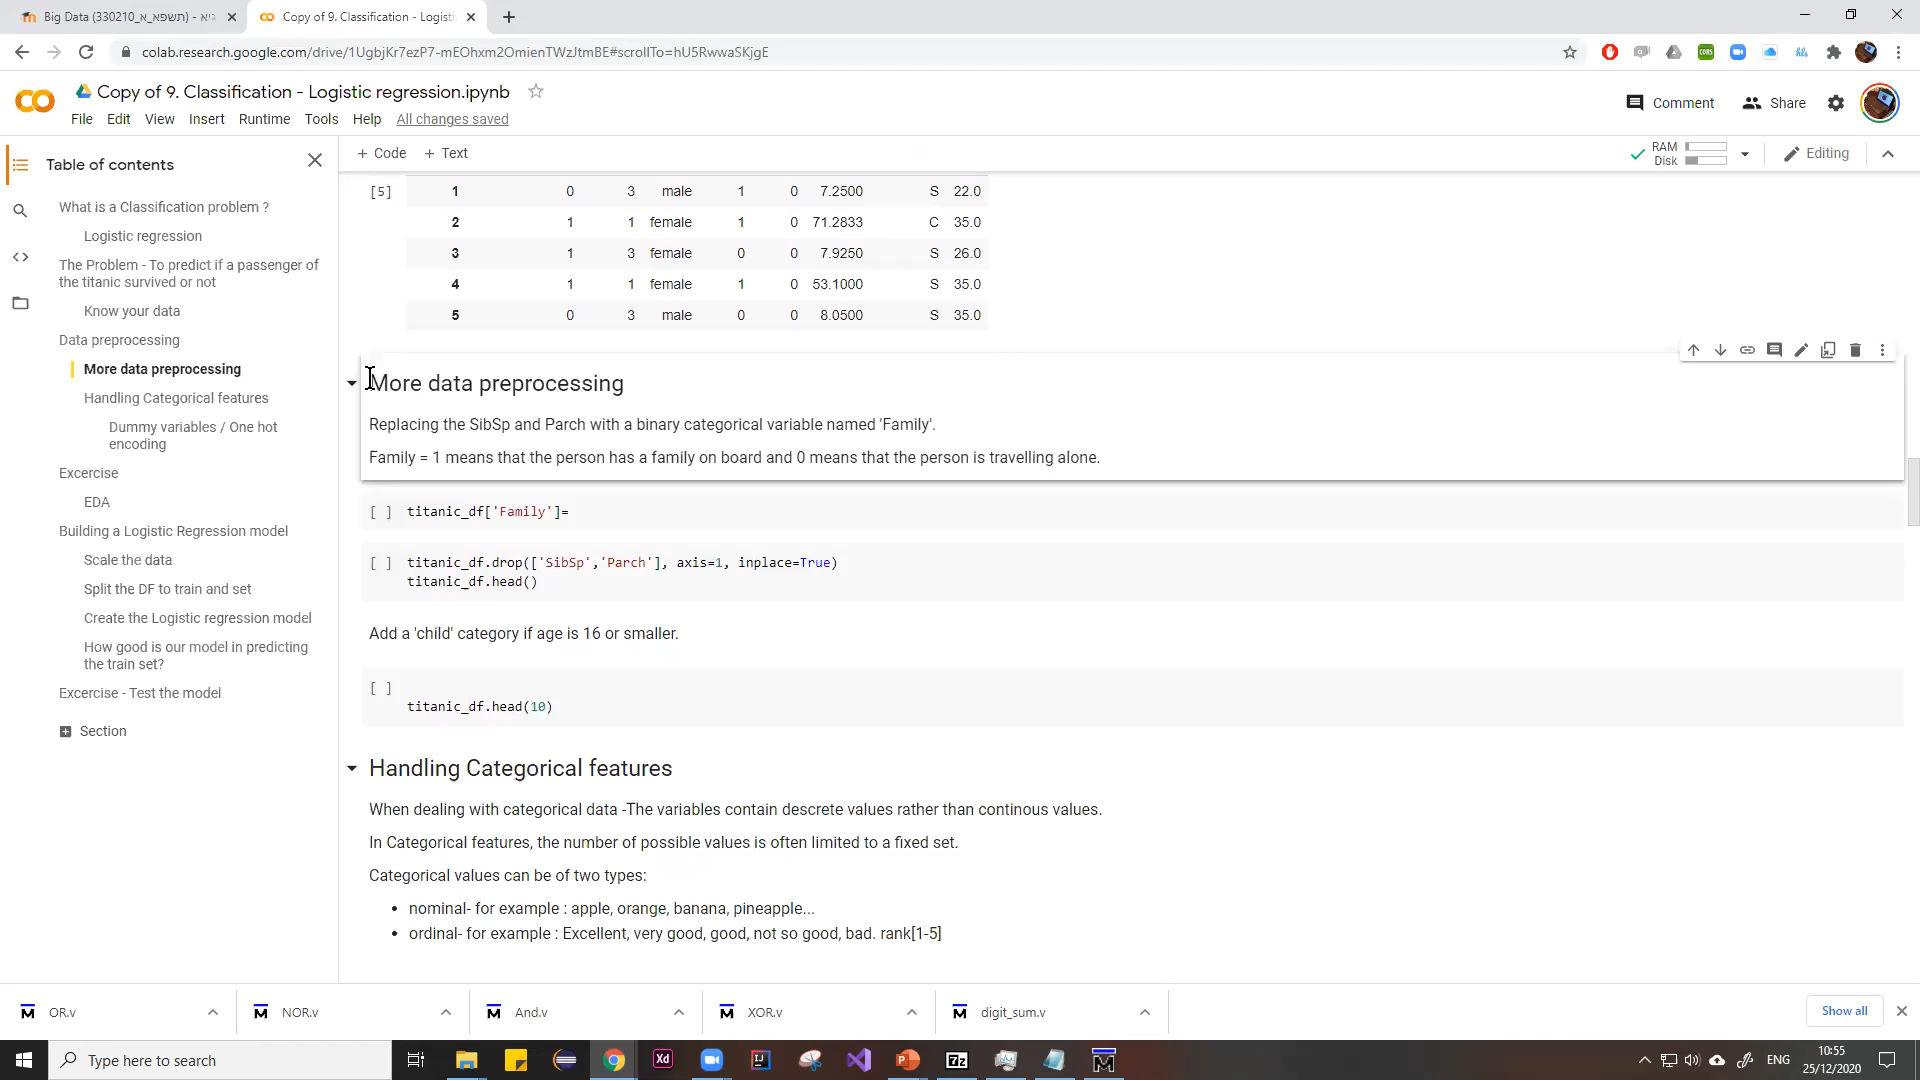 Big Data (330210_תשפא_א) - גיא
Copy of 9. Classification - Logisti
colab.research.google.com/drive/1UgbjKr7ezP7-mEOhxm2OmienTWzJtmBE#scrollTo=hU5RwwaSKjgE
Copy of 9. Classification - Logistic regression.ipynb
File Edit View Insert Runtime Tools Help All changes saved
Comment Share
+ Code + Text
RAM
Disk
Editing
Table of contents
What is a Classification problem ?
Logistic regression
The Problem - To predict if a passenger of
the titanic survived or not
Know your data
Data preprocessing
More data preprocessing
Handling Categorical features
Dummy variables / One hot
encoding
Excercise
EDA
Building a Logistic Regression model
Scale the data
Split the DF to train and set
Create the Logistic regression model
How good is our model in predicting
the train set?
Excercise - Test the model
Section
[5] 1 0 3 male 1 0 7.2500 S 22.0
2 1 1 female 1 0 71.2833 C 35.0
3 1 3 female 0 0 7.9250 S 26.0
4 1 1 female 1 0 53.1000 S 35.0
5 0 3 male 0 0 8.0500 S 35.0
More data preprocessing
Replacing the SibSp and Parch with a binary categorical variable named 'Family'.
Family = 1 means that the person has a family on board and 0 means that the person is travelling alone.
[ ] titanic_df['Family']=
[ ] titanic_df.drop(['SibSp','Parch'], axis=1, inplace=True)
titanic_df.head()
Add a 'child' category if age is 16 or smaller.
[ ]
titanic_df.head(10)
Handling Categorical features
When dealing with categorical data -The variables contain descrete values rather than continous values.
In Categorical features, the number of possible values is often limited to a fixed set.
Categorical values can be of two types:
• nominal- for example : apple, orange, banana, pineapple...
• ordinal- for example : Excellent, very good, good, not so good, bad. rank[1-5]
OR.v
NOR.v
And.v
XOR.v
digit_sum.v
Show all
Type here to search
ENG
10:55
25/12/2020